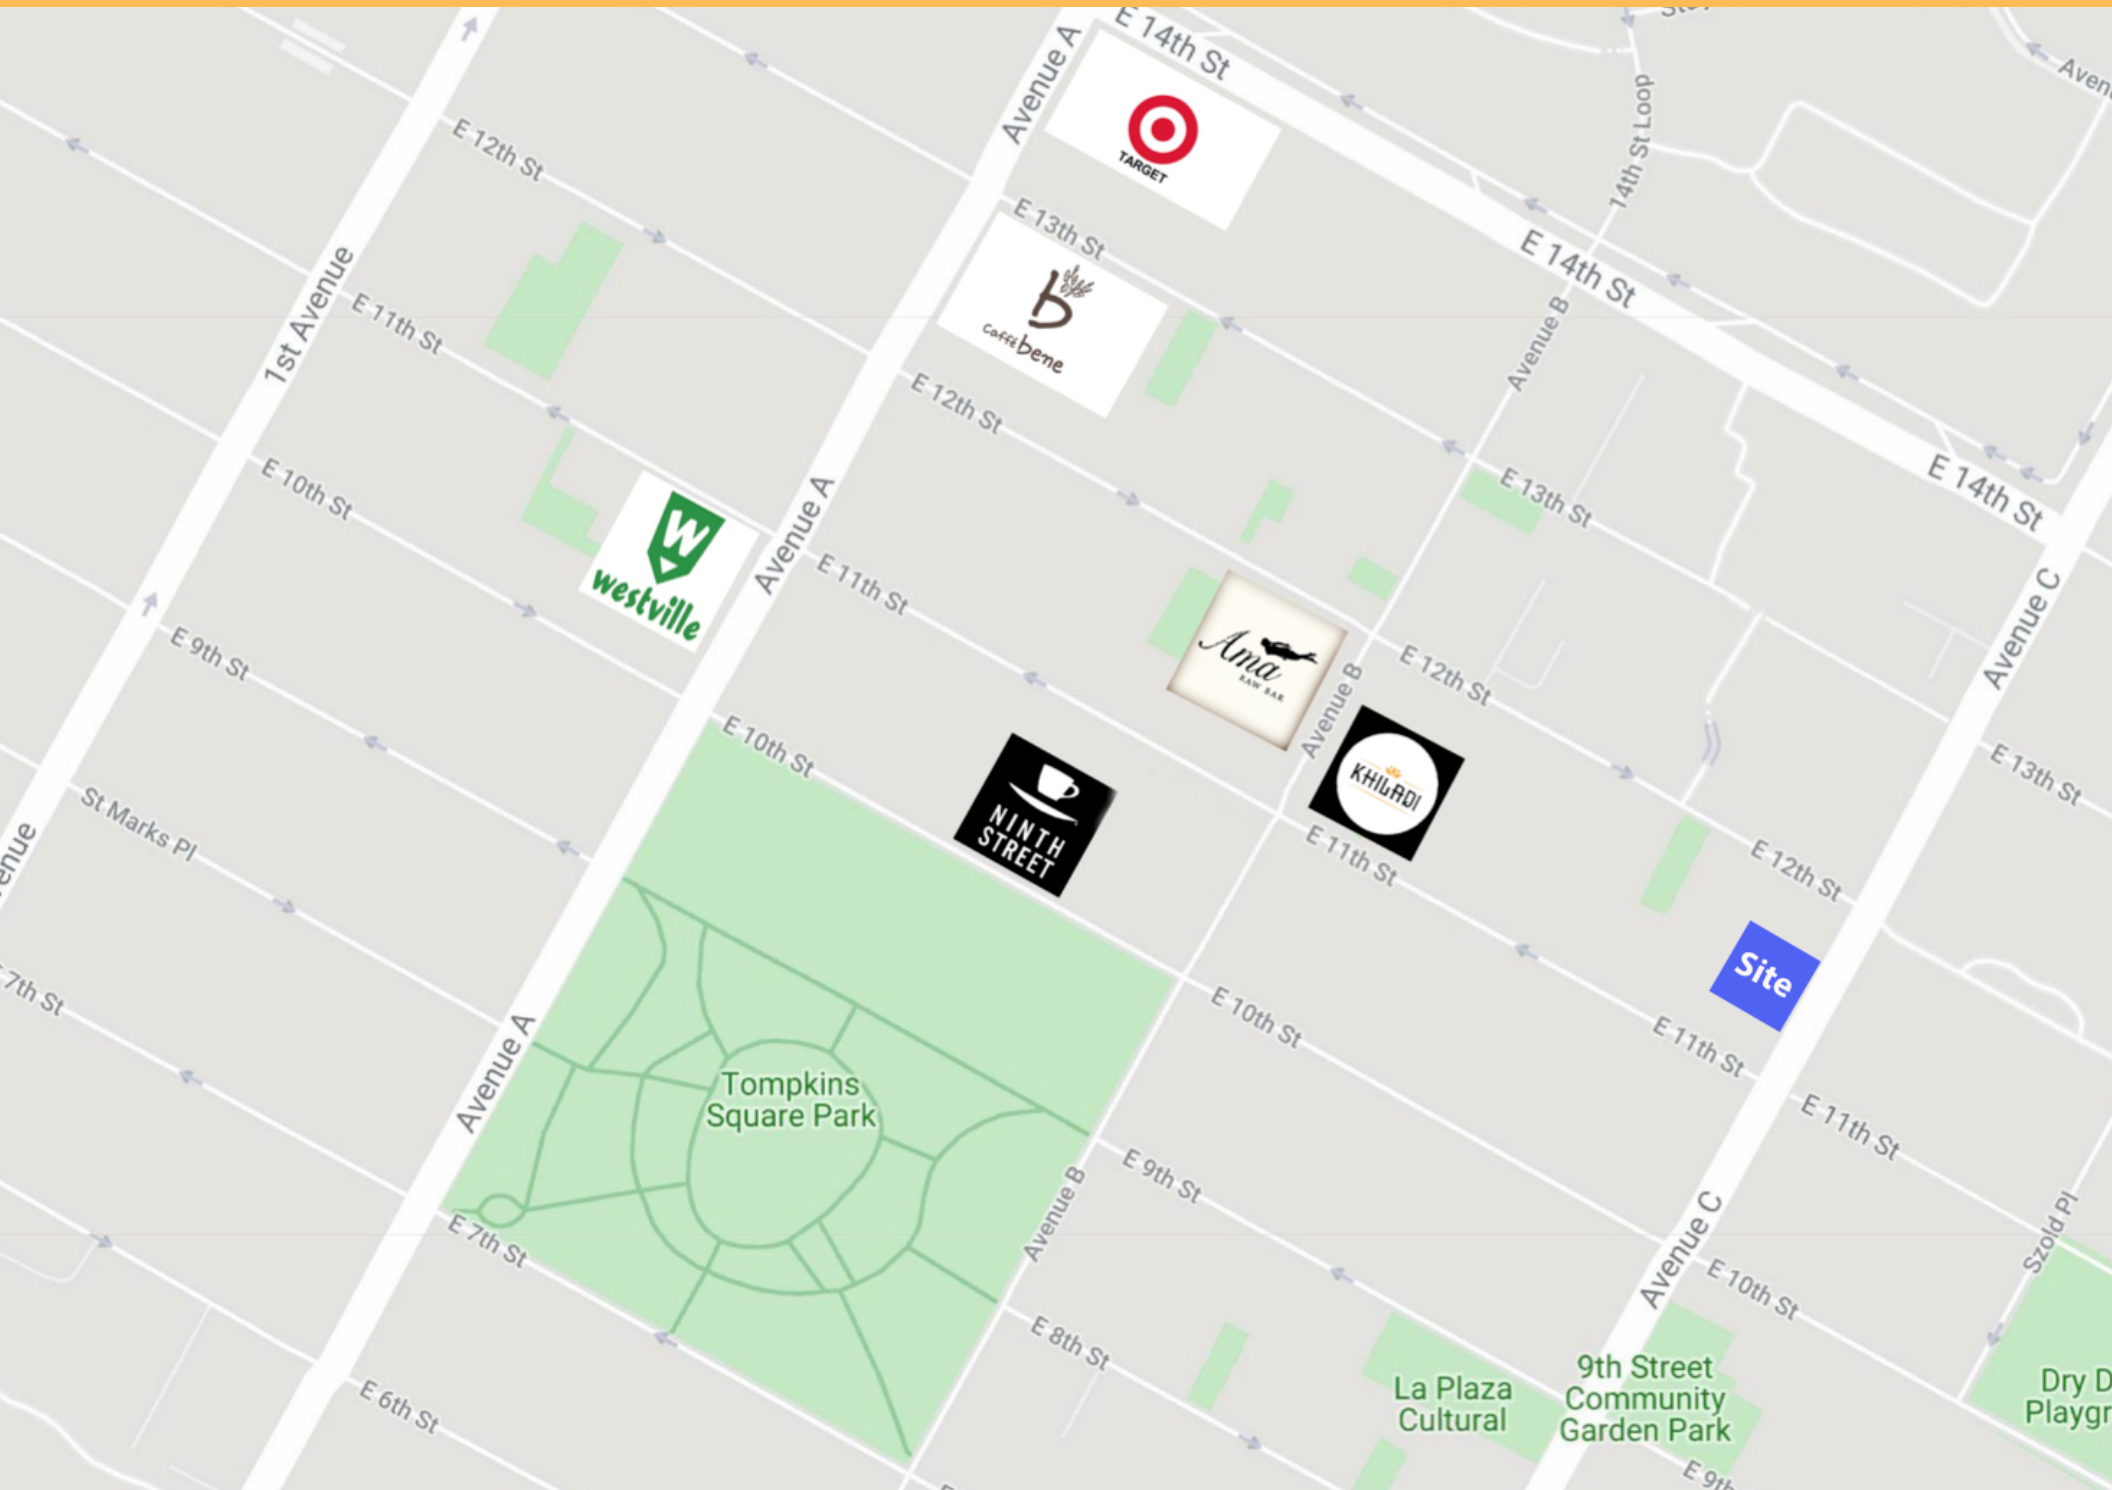 E 14th St
Avenue A
14th St Loop
TARGET
E 12th St
E 13th St
E 14th St
1st Avenue
E 11th St
caffé bene
Avenue B
E 12th St
E 10th St
W
westville
Avenue A
E 13th St
E 14th St
E 11th St
Avenue C
E 9th St
Ama
RAW BAR
Avenue B
E 12th St
E 10th St
KHILADI
E 13th St
St Marks Pl
NINTH
STREET
E 11th St
E 12th St
7th St
Site
E 10th St
E 11th St
Avenue A
Tompkins
Square Park
E 11th St
E 9th St
Avenue B
Szold Pl
Avenue C
E 7th St
E 10th St
E 8th St
E 6th St
La Plaza
Cultural
9th Street
Community
Garden Park
Dry D
Playgr